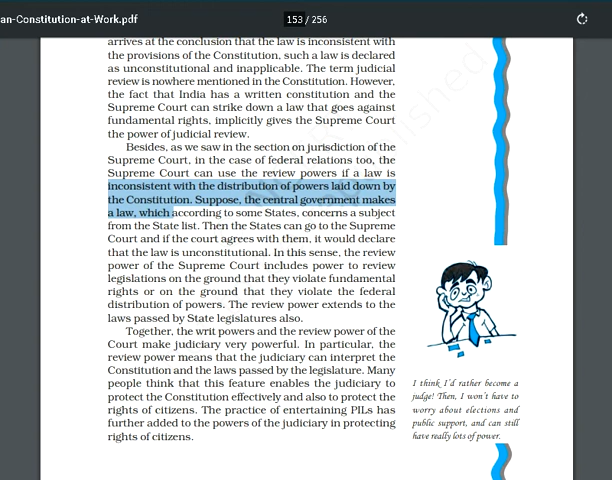 an-Constitution-at-Work.pdf
153 / 256
arrives at the conclusion that the law is inconsistent with
the provisions of the Constitution, such a law is declared
as unconstitutional and inapplicable. The term judicial
review is nowhere mentioned in the Constitution. However,
the fact that India has a written constitution and the
Supreme Court can strike down a law that goes against
fundamental rights, implicitly gives the Supreme Court
the power of judicial review.
Besides, as we saw in the section on jurisdiction of the
Supreme Court, in the case of federal relations too, the
Supreme Court can use the review powers if a law is
inconsistent with the distribution of powers laid down by
the Constitution. Suppose, the central government makes
a law, which according to some States, concerns a subject
from the State list. Then the States can go to the Supreme
Court and if the court agrees with them, it would declare
that the law is unconstitutional. In this sense, the review
power of the Supreme Court includes power to review
legislations on the ground that they violate fundamental
rights or on the ground that they violate the federal
distribution of powers. The review power extends to the
laws passed by State legislatures also.
Together, the writ powers and the review power of the
Court make judiciary very powerful. In particular, the
review power means that the judiciary can interpret the
Constitution and the laws passed by the legislature. Many
people think that this feature enables the judiciary to
protect the Constitution effectively and also to protect the
rights of citizens. The practice of entertaining PILs has
further added to the powers of the judiciary in protecting
rights of citizens.
I think I'd rather become a
judge! Then, I won't have to
worry about elections and
public support, and can still
have really lots of power.